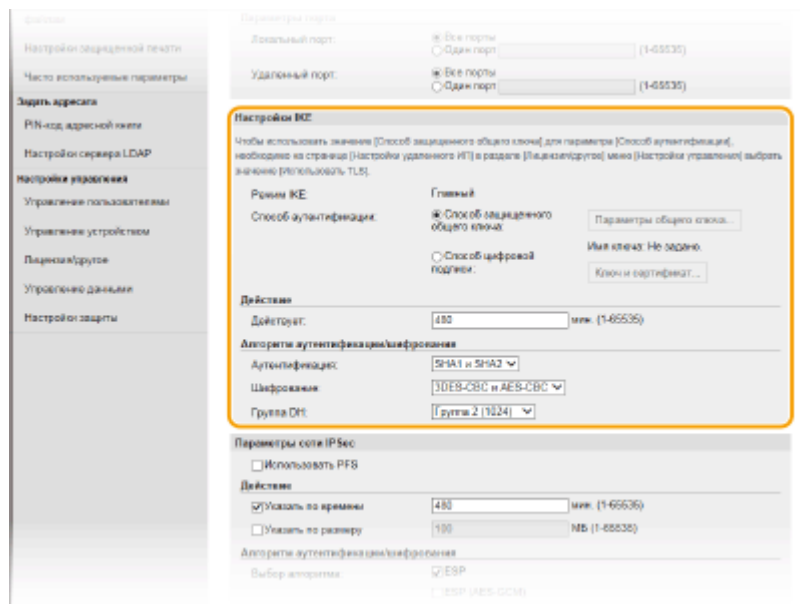 файлами
Настройки защищенной печати
Часто используемые параметры
Задать адресата
PIN-код адресной книги
Настройки сервера LDAP
Настройки управления
Управление пользователями
Управление устройством
Лицензия/другое
Управление данными
Настройки защиты
Параметры порта
Локальный порт:
Все порты
Один порт
(1-65535)
Удаленный порт:
Все порты
Один порт
(1-65535)
Настройки IKE
Чтобы использовать значение [Способ защищенного общего ключа] для параметра [Способ аутентификации],
необходимо на странице [Настройки удаленного ИП] в разделе [Лицензия/другое] меню [Настройки управления] выбрать
значение [Использовать TLS].
Режим IKE:
Главный
Способ аутентификации:
Способ защищенного
общего ключа:
Параметры общего ключа...
Имя ключа: Не задано.
Способ цифровой
подписи:
Ключ и сертификат...
Действие
Действует:
480
мин. (1-65535)
Алгоритм аутентификации/шифрования
Аутентификация:
SHA1 и SHA2
Шифрование:
3DES-CBC и AES-CBC
Группа DH:
Группа 2 (1024)
Параметры сети IPSec
Использовать PFS
Действие
Указать по времени
480
мин. (1-65535)
Указать по размеру
100
МБ (1-65535)
Алгоритм аутентификации/шифрования
Выбор алгоритма:
ESP
ESP (AES-GCM)